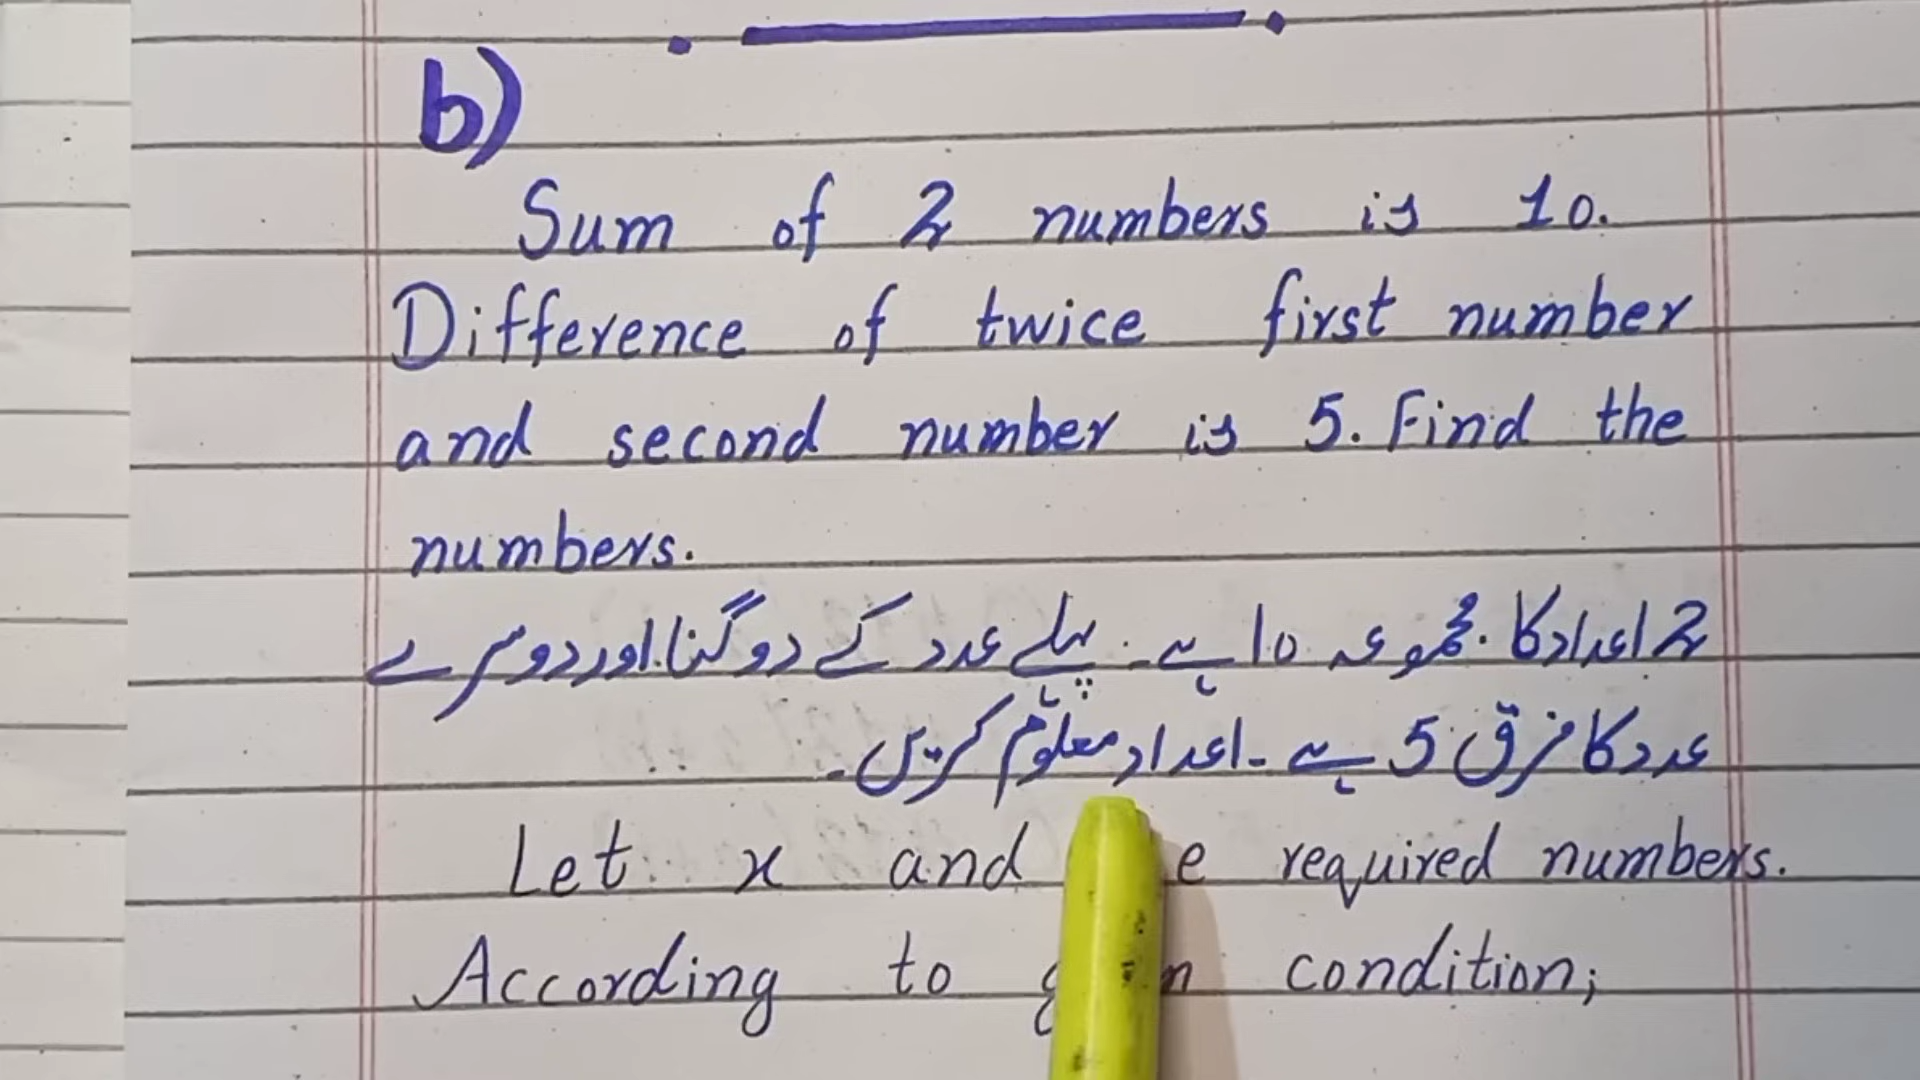 b)
Sum of 2 numbers is 10.
Difference of twice first number
and second number is 5. Find the
numbers.
2 اعداد کا مجموعہ 10 ہے۔ پہلے عدد کے دوگنا اور دوسرے
عدد کا فرق 5 ہے۔ اعداد معلوم کریں۔
Let x and e required numbers.
According to condition;